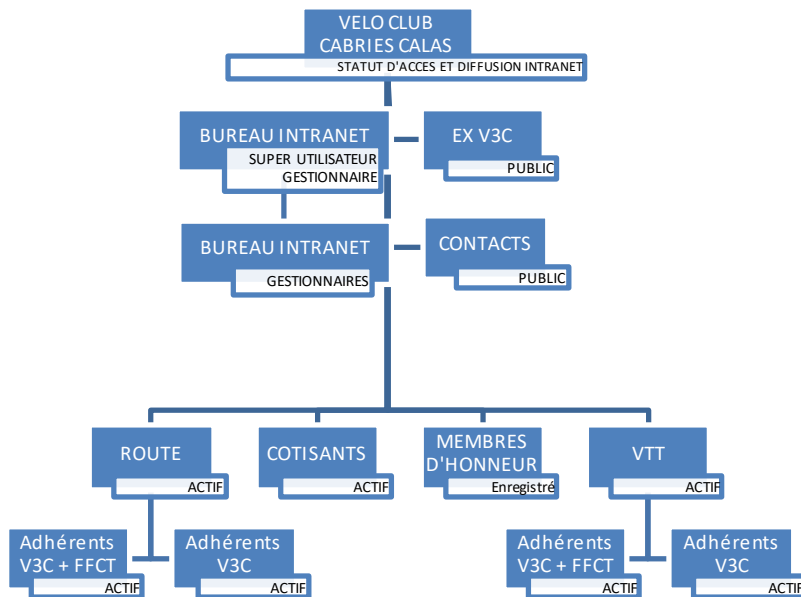 VELO CLUB
CABRIES CALAS
STATUT D'ACCES ET DIFFUSION INTRANET
BUREAU INTRANET
SUPER UTILISATEUR
GESTIONNAIRE
EX V3C
PUBLIC
BUREAU INTRANET
GESTIONNAIRES
CONTACTS
PUBLIC
ROUTE
ACTIF
COTISANTS
ACTIF
MEMBRES
D'HONNEUR
Enregistré
VTT
ACTIF
Adhérents
V3C + FFCT
ACTIF
Adhérents
V3C
ACTIF
Adhérents
V3C + FFCT
ACTIF
Adhérents
V3C
ACTIF